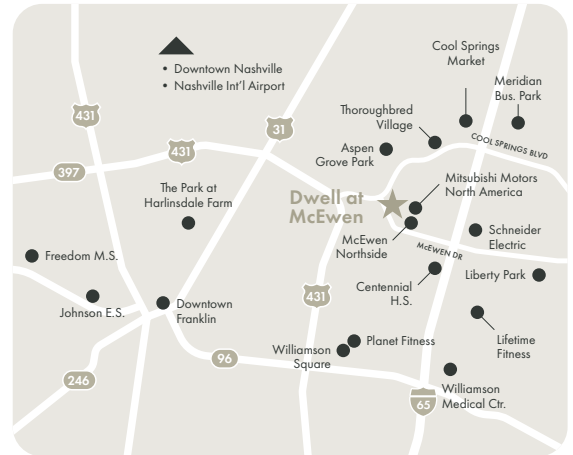 Cool Springs
Market
• Downtown Nashville
• Nashville Int'l Airport
Meridian
Bus. Park
431
Thoroughbred
Village
31
COOL SPRINGS BLVD
431
Aspen
Grove Park
397
Mitsubishi Motors
North America
The Park at
Harlinsdale Farm
Dwell at
McEwen
McEwen
Northside
Schneider
Electric
McEWEN DR
Freedom M.S.
Liberty Park
Centennial
H.S.
431
Johnson E.S.
Downtown
Franklin
Planet Fitness
Lifetime
Fitness
Williamson
Square
96
246
Williamson
Medical Ctr.
65